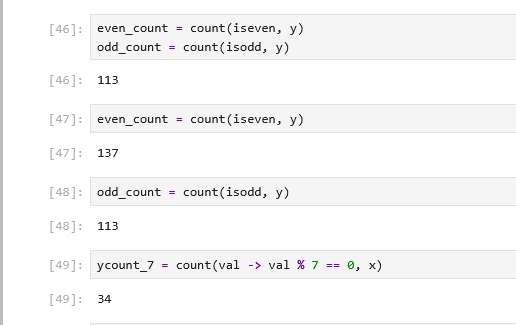 [46]: even_count = count(iseven, y)
odd_count = count(isodd, y)
[46]: 113
[47]: even_count = count(iseven, y)
[47]: 137
[48]: odd_count = count(isodd, y)
[48]: 113
[49]: ycount_7 = count(val -> val % 7 == 0, x)
[49]: 34